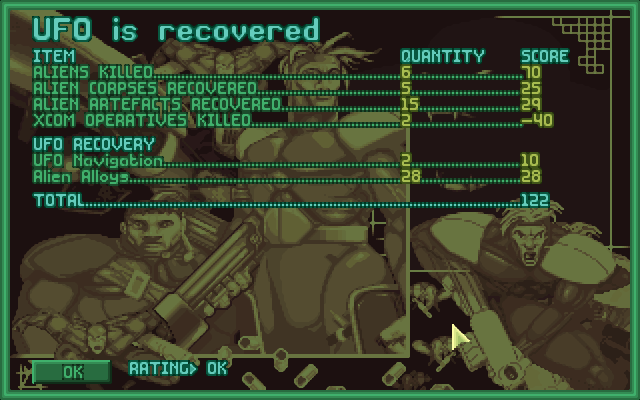 UFO is recovered
ITEM QUANTITY SCORE
ALIENS KILLED 6 70
ALIEN CORPSES RECOVERED 5 25
ALIEN ARTEFACTS RECOVERED 15 29
XCOM OPERATIVES KILLED 2 -40
UFO RECOVERY
UFO Navigation 2 10
Alien Alloys 28 28
TOTAL 122
OK RATING> OK